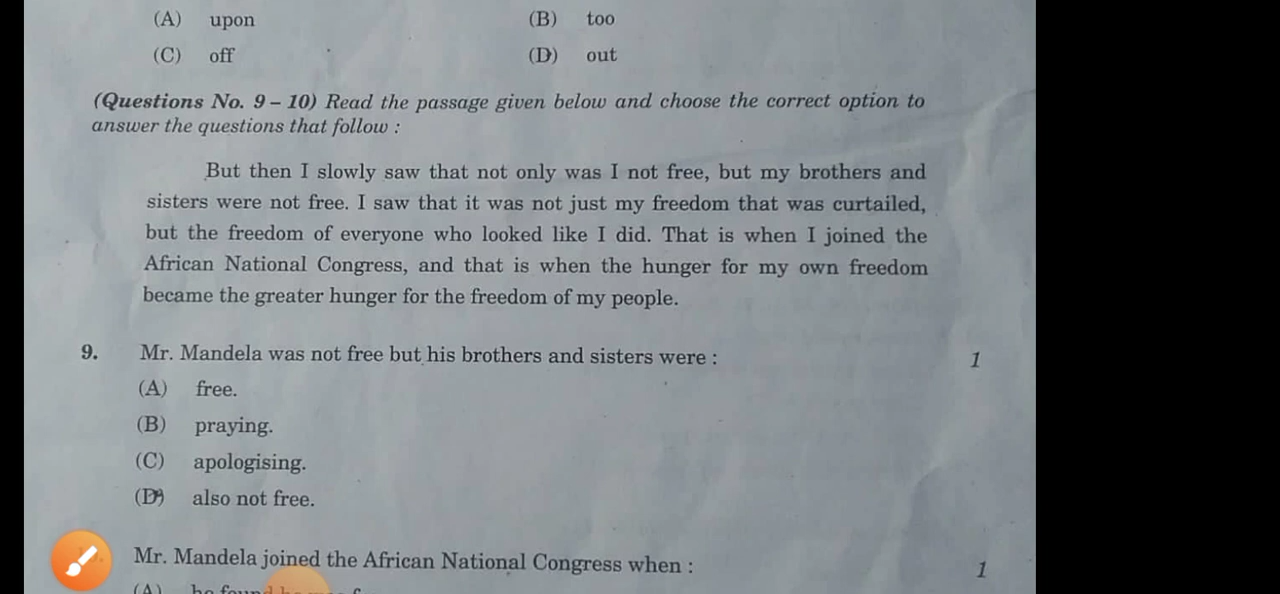 (A) upon (B) too
(C) off (D) out
(Questions No. 9 – 10) Read the passage given below and choose the correct option to
answer the questions that follow :
But then I slowly saw that not only was I not free, but my brothers and
sisters were not free. I saw that it was not just my freedom that was curtailed,
but the freedom of everyone who looked like I did. That is when I joined the
African National Congress, and that is when the hunger for my own freedom
became the greater hunger for the freedom of my people.
9. Mr. Mandela was not free but his brothers and sisters were : 1
(A) free.
(B) praying.
(C) apologising.
(D) also not free.
Mr. Mandela joined the African National Congress when : 1
(A) he found